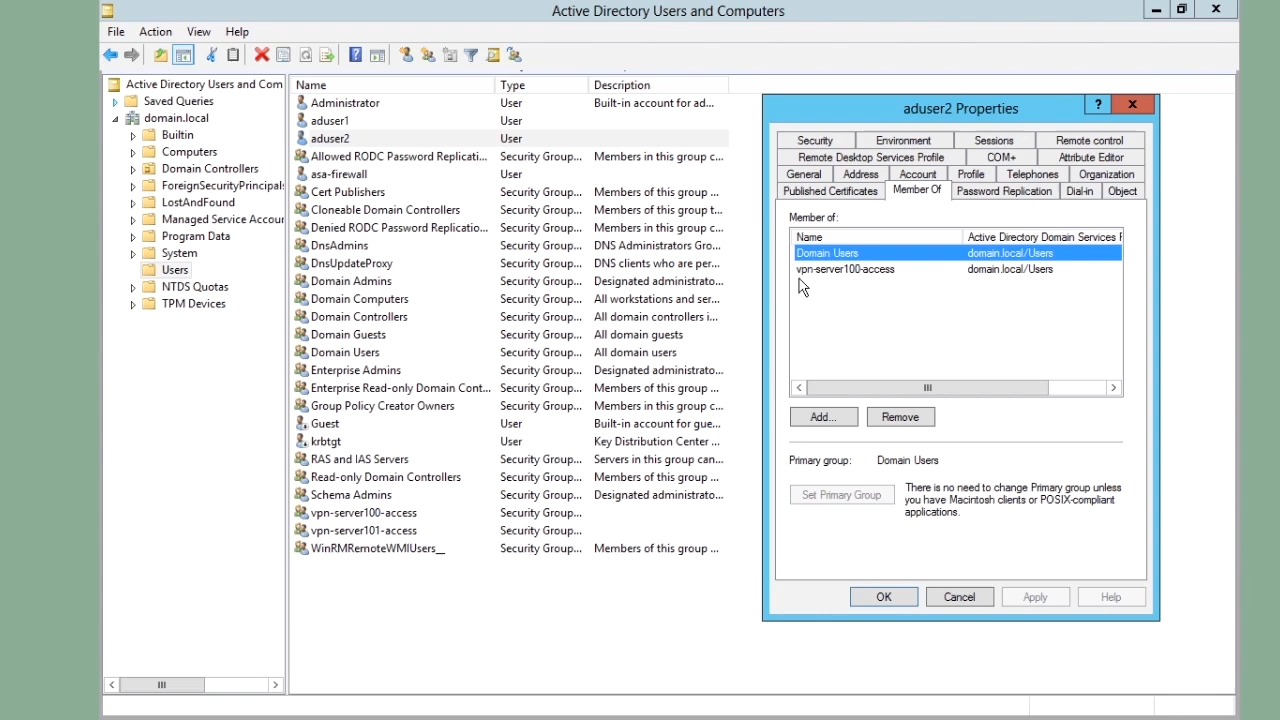 Active Directory Users and Computers
File Action View Help
Active Directory Users and Com
Saved Queries
domain.local
Builtin
Computers
Domain Controllers
ForeignSecurityPrincipals
LostAndFound
Managed Service Accour
Program Data
System
Users
NTDS Quotas
TPM Devices
Name Type Description
Administrator User Built-in account for ad...
aduser1 User
aduser2 User
Allowed RODC Password Replicati... Security Group... Members in this group c...
asa-firewall User
Cert Publishers Security Group... Members of this group ...
Cloneable Domain Controllers Security Group... Members of this group t...
Denied RODC Password Replicatio... Security Group... Members in this group c...
DnsAdmins Security Group... DNS Administrators Gro...
DnsUpdateProxy Security Group... DNS clients who are per...
Domain Admins Security Group... Designated administrato...
Domain Computers Security Group... All workstations and ser...
Domain Controllers Security Group... All domain controllers i...
Domain Guests Security Group... All domain guests
Domain Users Security Group... All domain users
Enterprise Admins Security Group... Designated administrato...
Enterprise Read-only Domain Cont... Security Group... Members of this group ...
Group Policy Creator Owners Security Group... Members in this group c...
Guest User Built-in account for gue...
krbtgt User Key Distribution Center ...
RAS and IAS Servers Security Group... Servers in this group can...
Read-only Domain Controllers Security Group... Members of this group ...
Schema Admins Security Group... Designated administrato...
vpn-server100-access Security Group...
vpn-server101-access Security Group...
WinRMRemoteWMIUsers__ Security Group... Members of this group ...
aduser2 Properties
? X
Security Environment Sessions Remote control
Remote Desktop Services Profile COM+ Attribute Editor
General Address Account Profile Telephones Organization
Published Certificates Member Of Password Replication Dial-in Object
Member of:
Name Active Directory Domain Services F
Domain Users domain.local/Users
vpn-server100-access domain.local/Users
Add... Remove
Primary group: Domain Users
Set Primary Group
There is no need to change Primary group unless
you have Macintosh clients or POSIX-compliant
applications.
OK Cancel Apply Help